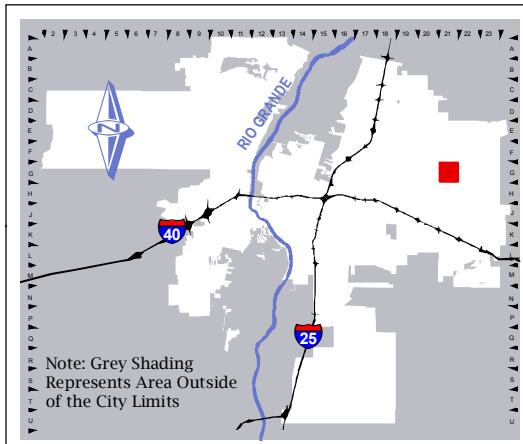 2 3 4 5 6 7 8 9 10 11 12 13 14 15 16 17 18 19 20 21 22 23
A
B
C
D
E
F
G
H
J
K
L
M
N
P
Q
R
S
T
U
N
RIO GRANDE
40
25
Note: Grey Shading
Represents Area Outside
of the City Limits
A
B
C
D
E
F
G
H
J
K
L
M
N
P
Q
R
S
T
U